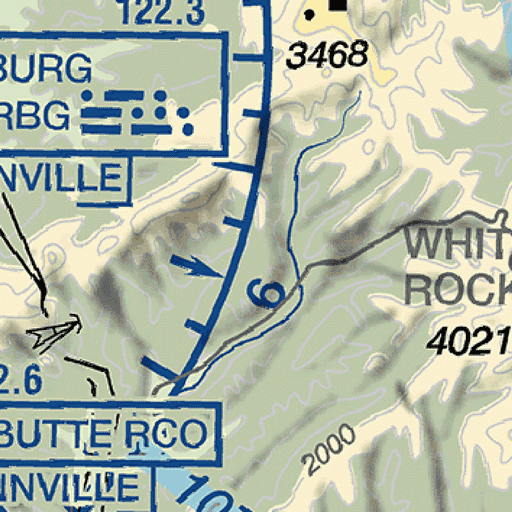 122.3
3468
BURG
RBG
NVILLE
WHIT
ROCK
6
4021
2.6
BUTTE RCO
2000
NVILLE